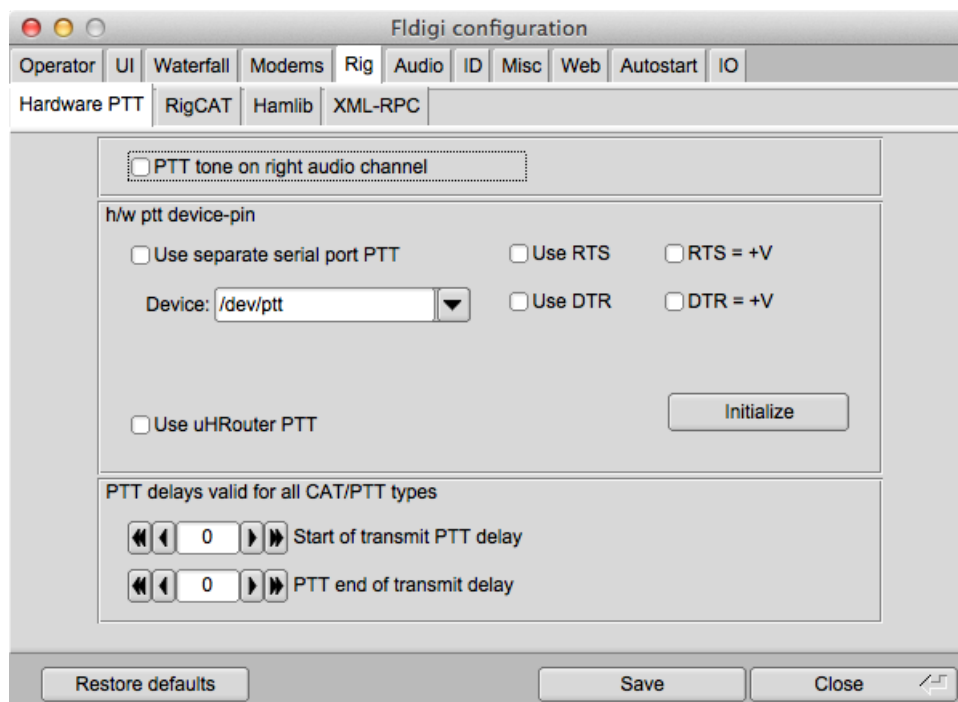 Fldigi configuration
Operator UI Waterfall Modems Rig Audio ID Misc Web Autostart IO
Hardware PTT RigCAT Hamlib XML-RPC
PTT tone on right audio channel
h/w ptt device-pin
Use separate serial port PTT Use RTS RTS = +V
Device: /dev/ptt Use DTR DTR = +V
Use uHRouter PTT Initialize
PTT delays valid for all CAT/PTT types
0 Start of transmit PTT delay
0 PTT end of transmit delay
Restore defaults Save Close